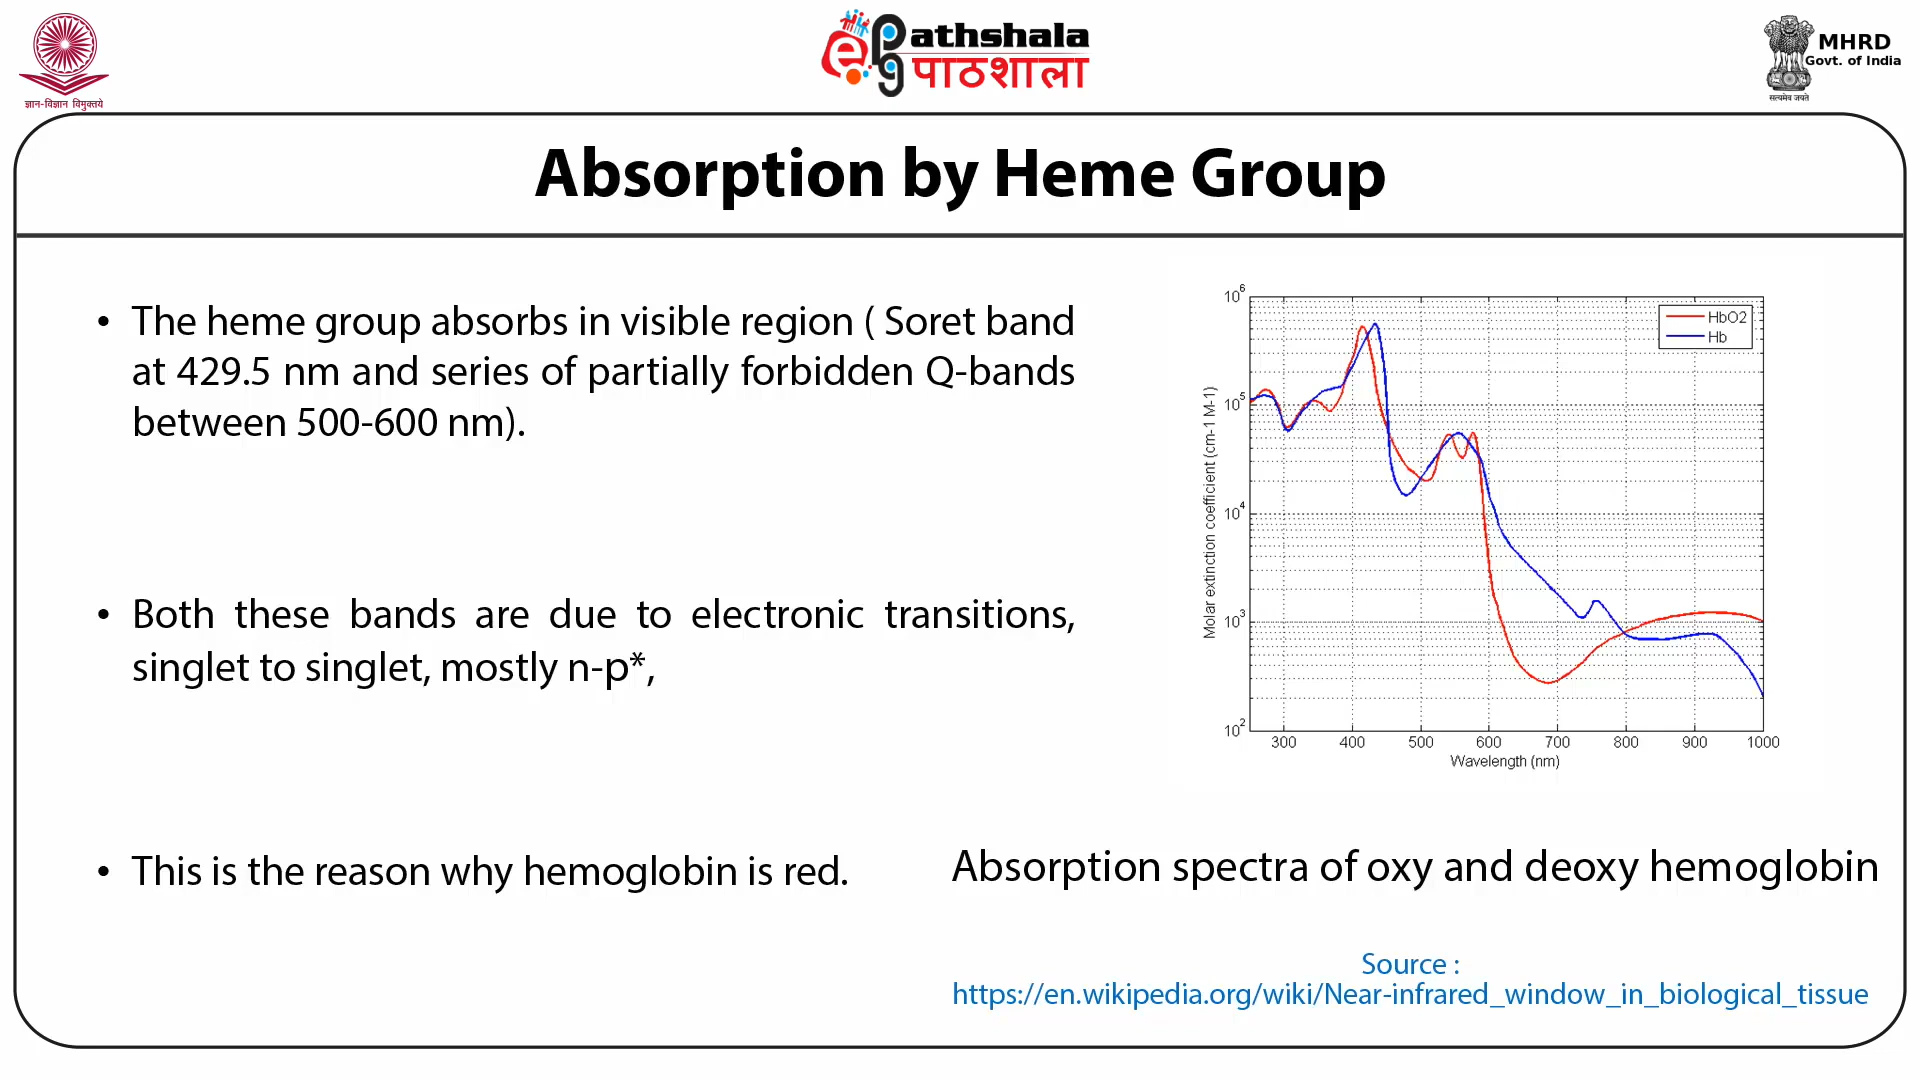 ज्ञान-विज्ञान विमुक्तये
ePathshala
पाठशाला
सत्यमेव जयते
MHRD
Govt. of India
Absorption by Heme Group
• The heme group absorbs in visible region ( Soret band
at 429.5 nm and series of partially forbidden Q-bands
between 500-600 nm).
• Both these bands are due to electronic transitions,
singlet to singlet, mostly n-p*,
• This is the reason why hemoglobin is red.
10^6
10^5
10^4
10^3
10^2
Molar extinction coefficient (cm-1 M-1)
HbO2
Hb
300 400 500 600 700 800 900 1000
Wavelength (nm)
Absorption spectra of oxy and deoxy hemoglobin
Source :
https://en.wikipedia.org/wiki/Near-infrared_window_in_biological_tissue